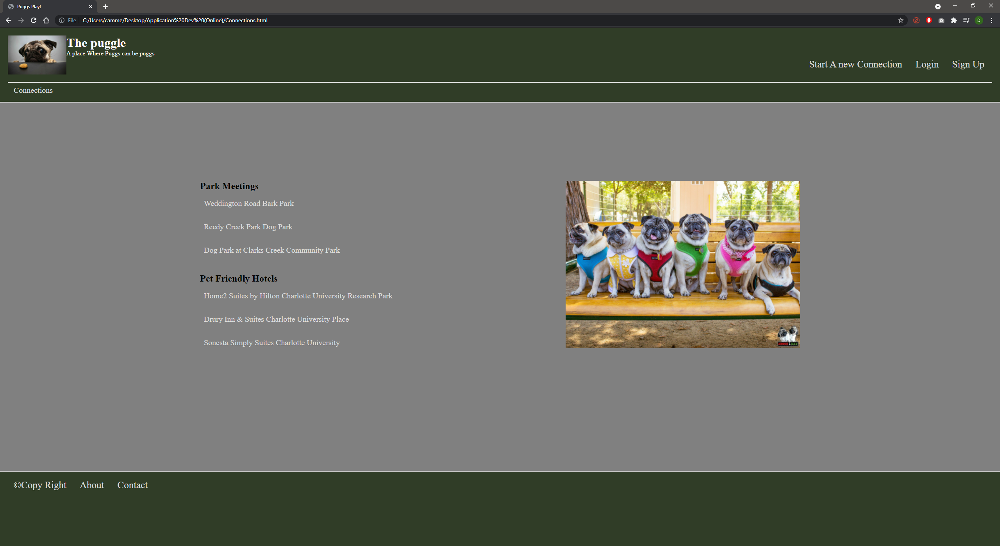 Puggs Play!
File
C:/Users/camme/Desktop/Application%20Dev%20(Online)/Connections.html
D
The puggle
A place Where Puggs can be puggs
Start A new Connection Login Sign Up
Connections
Park Meetings
Weddington Road Bark Park
Reedy Creek Park Dog Park
Dog Park at Clarks Creek Community Park
Pet Friendly Hotels
Home2 Suites by Hilton Charlotte University Research Park
Drury Inn & Suites Charlotte University Place
Sonesta Simply Suites Charlotte University
MINNIE & MAX
©Copy Right About Contact